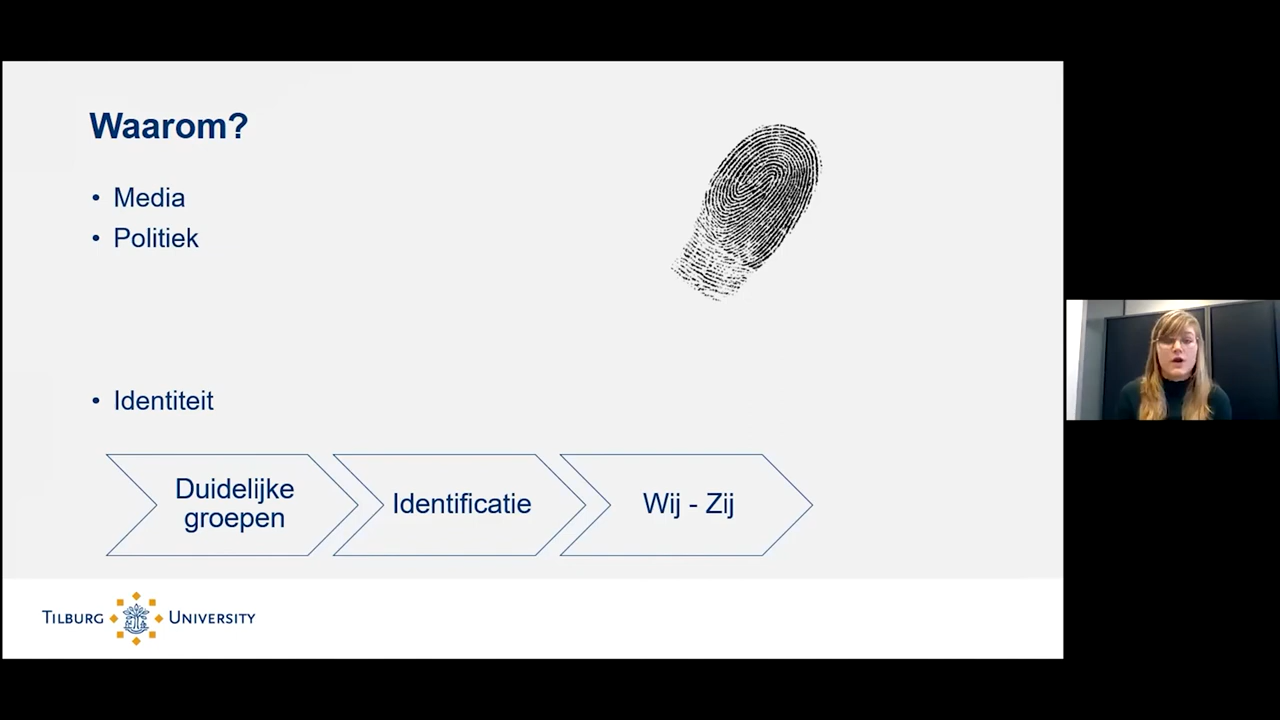 Waarom?
• Media
• Politiek
• Identiteit
Duidelijke
groepen
Identificatie
Wij - Zij
TILBURG UNIVERSITY